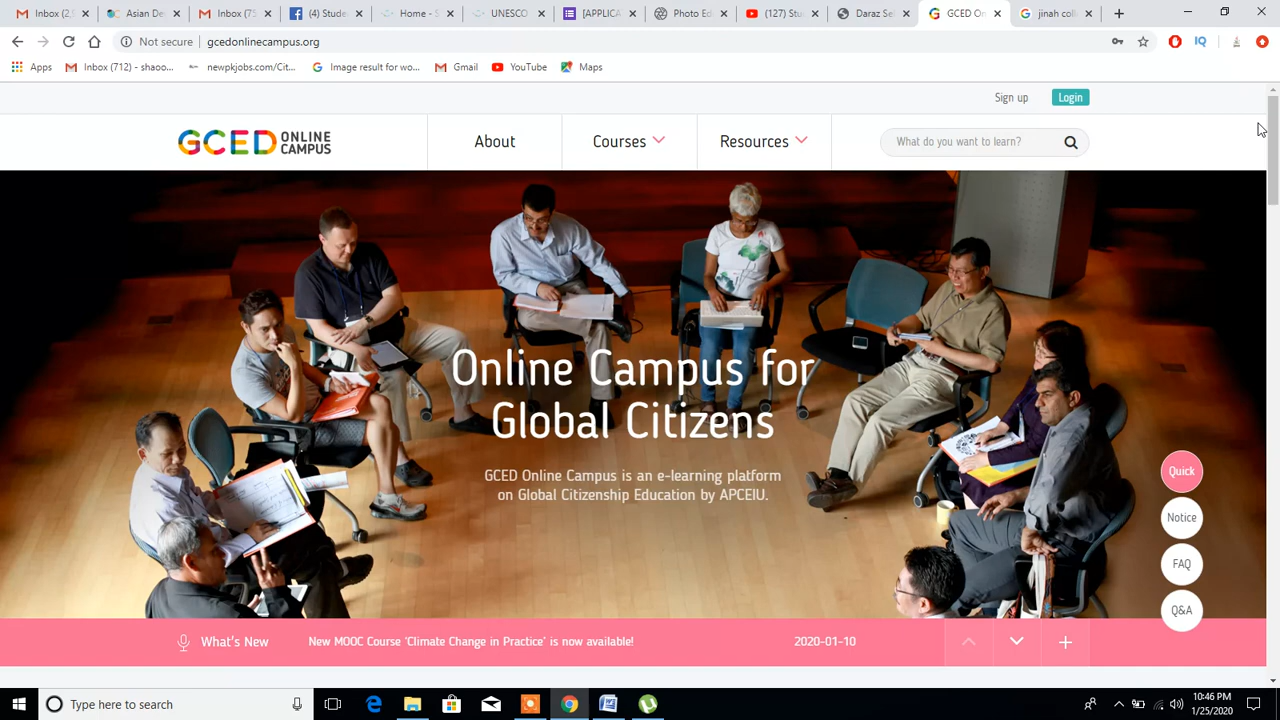 Inbox (2,5
Asian De
Inbox (75
(4) Stude
Home - S
UNESCO
[APPLICA
Photo Ed
(127) Stu
Daraz Se
GCED On
jinah coll
Not secure
gcedonlinecampus.org
IQ
Apps
Inbox (712) - shaoo...
newpkjobs.com/Cit...
Image result for wo...
Gmail
YouTube
Maps
Sign up
Login
GCED ONLINE
CAMPUS
About
Courses
Resources
What do you want to learn?
Online Campus for
Global Citizens
GCED Online Campus is an e-learning platform
on Global Citizenship Education by APCEIU.
Quick
Notice
FAQ
Q&A
What's New
New MOOC Course 'Climate Change in Practice' is now available!
2020-01-10
Type here to search
10:46 PM
1/25/2020